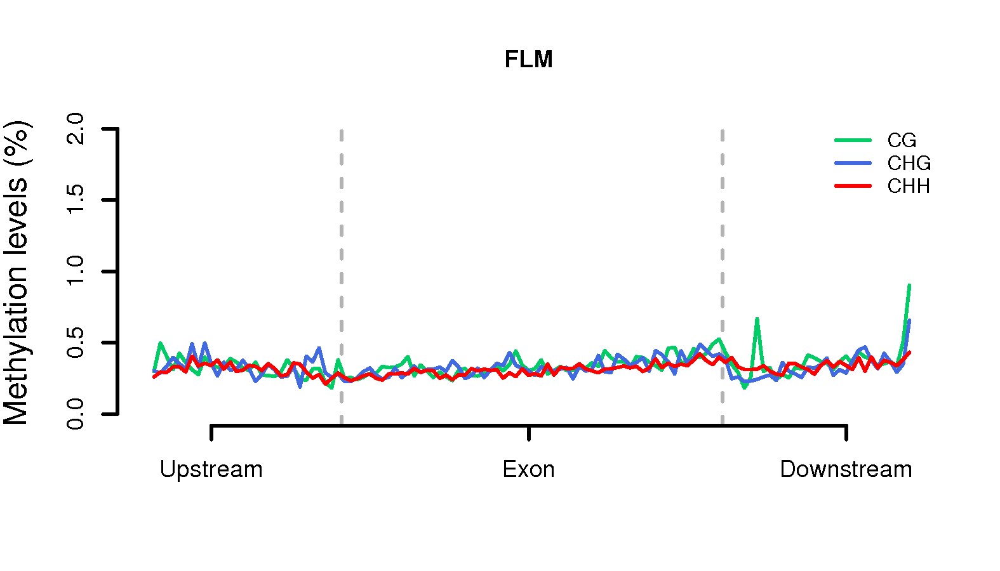 FLM
Methylation levels (%)
2.0
1.5
1.0
0.5
0.0
CG
CHG
CHH
Upstream
Exon
Downstream